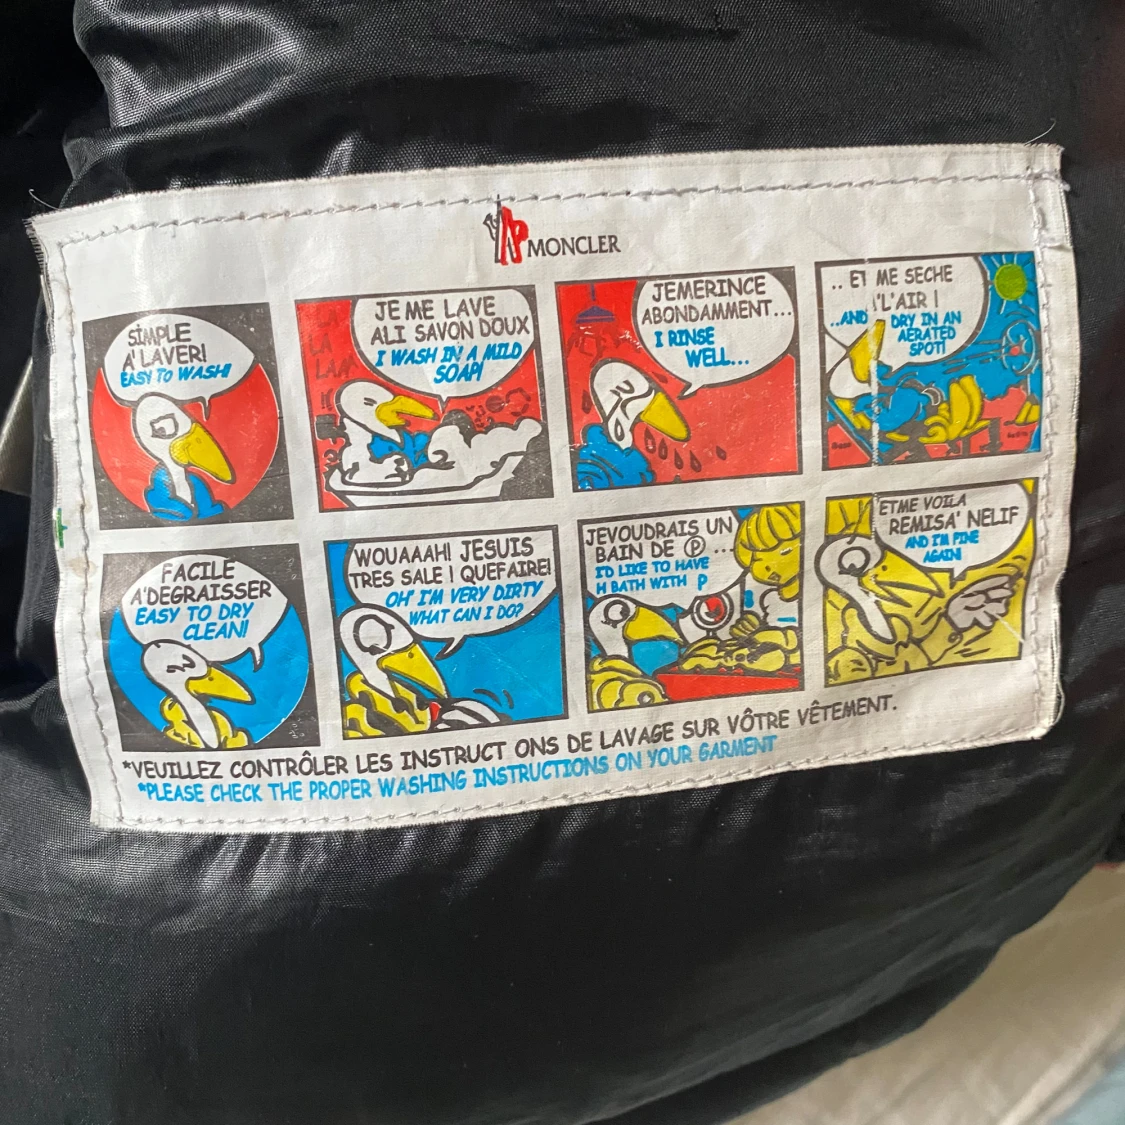 MONCLER
SIMPLE
A'LAVER!
EASY TO WASH!
JE ME LAVE
ALI SAVON DOUX
I WASH IN A MILD
SOAP!
LA
LAA
JEMERINCE
ABONDAMMENT...
I RINSE
WELL...
.. ET ME SECHE
'L'AIR !
..AND DRY IN AN
AERATED
SPOT!
FACILE
A'DEGRAISSER
EASY TO DRY
CLEAN!
WOUAAAH! JESUIS
TRES SALE ! QUEFAIRE!
OH' I'M VERY DIRTY
WHAT CAN I DO?
JEVOUDRAIS UN
BAIN DE Ⓟ...
I'D LIKE TO HAVE
H BATH WITH P
ETME VOILA
REMISA' NELIF
AND I'M FINE
AGAIN!
*VEUILLEZ CONTRÔLER LES INSTRUCT ONS DE LAVAGE SUR VÔTRE VÊTEMENT.
*PLEASE CHECK THE PROPER WASHING INSTRUCTIONS ON YOUR GARMENT